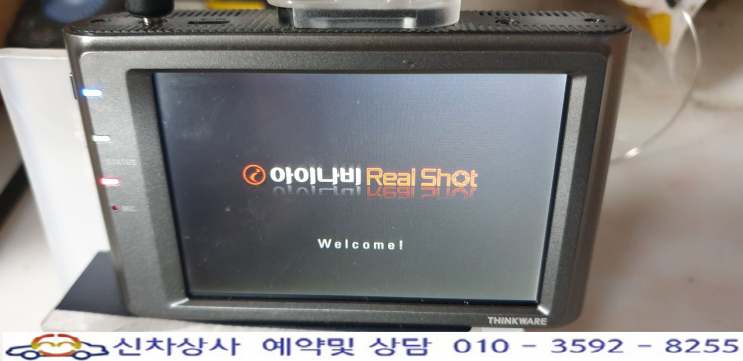 STATUS
아이나비 Real Shot
MIC
Welcome!
THINKWARE
신차상사 예약및 상담 010 - 3592 - 8255